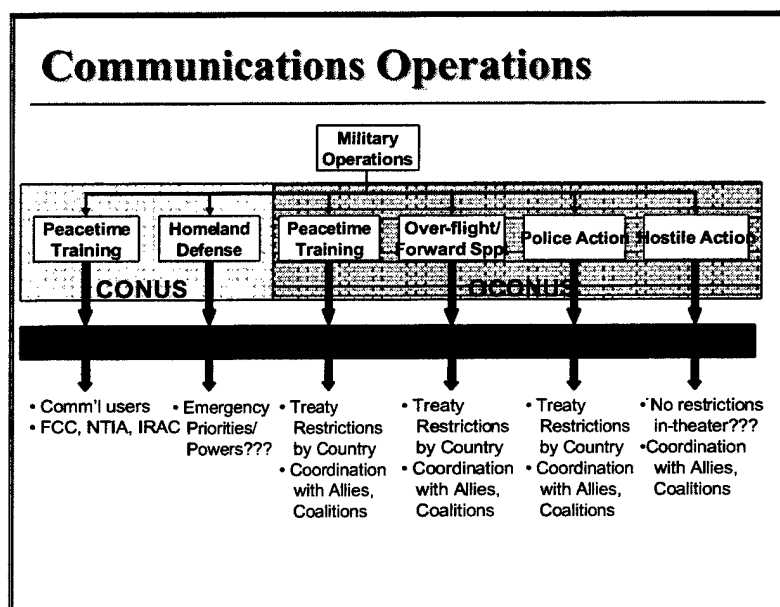 Communications Operations
Military
Operations
Peacetime
Training
Homeland
Defense
Peacetime
Training
Over-flight/
Forward Sppt
Police Action
Hostile Action
CONUS
OCONUS
• Comm'l users
• FCC, NTIA, IRAC
• Emergency
Priorities/
Powers???
• Treaty
Restrictions
by Country
• Coordination
with Allies,
Coalitions
• Treaty
Restrictions
by Country
• Coordination
with Allies,
Coalitions
• Treaty
Restrictions
by Country
• Coordination
with Allies,
Coalitions
• No restrictions
in-theater???
• Coordination
with Allies,
Coalitions